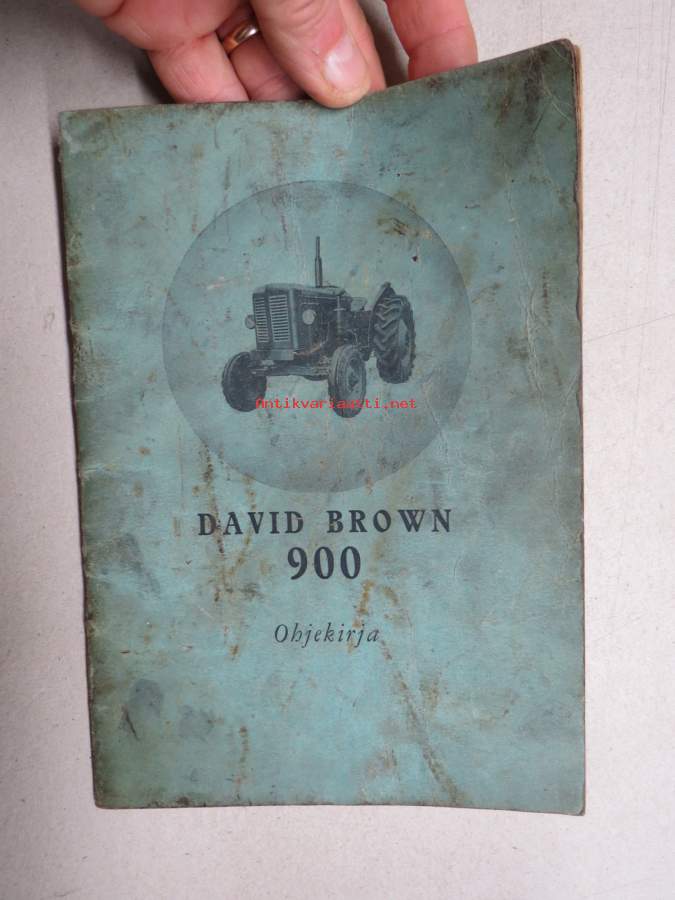 Antikvariaatti.net
DAVID BROWN
900
Ohjekirja